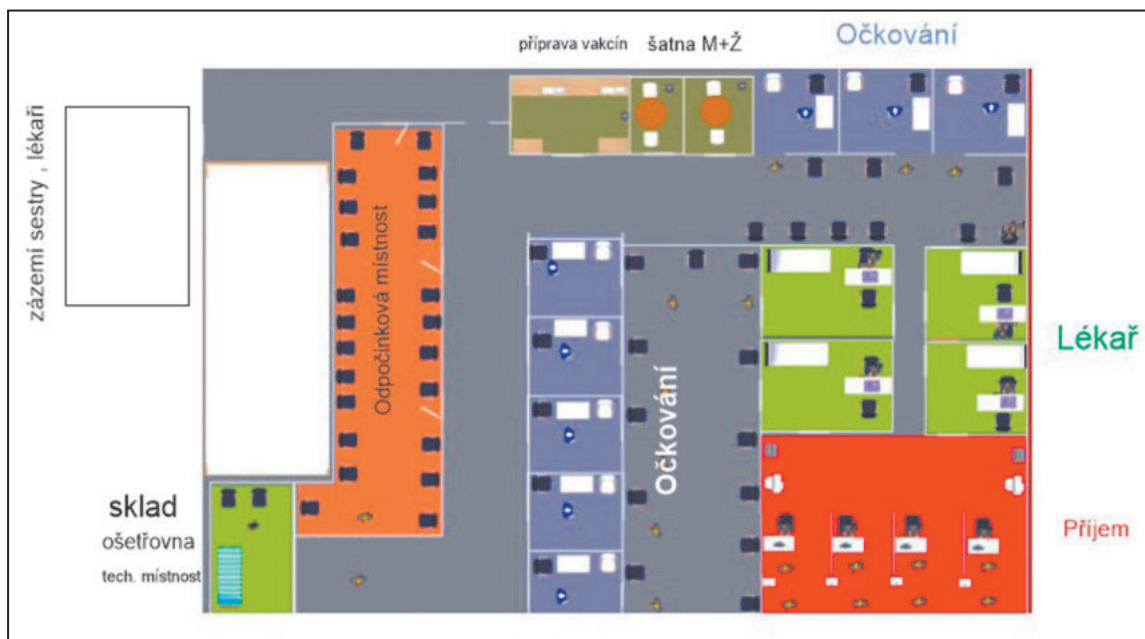 příprava vakcín
šatna M+Ž
Očkování
zázemí sestry , lékaři
Odpočinková místnost
Očkování
Lékař
sklad
ošetřovna
tech. místnost
Příjem